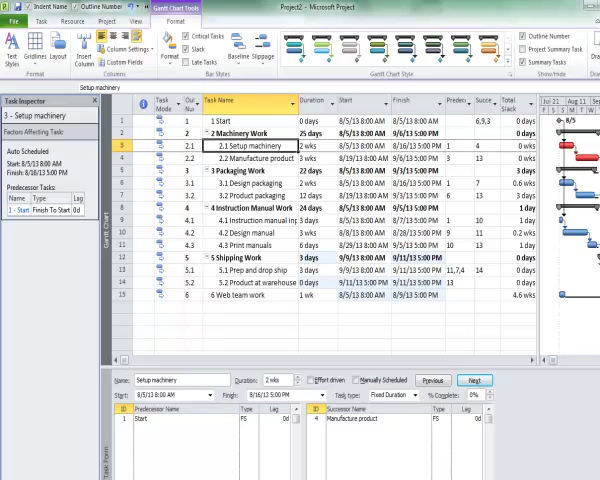 Indent Name Outline Number
Gantt Chart Tools
Project2 - Microsoft Project
File Task Resource Project View Format
Text Styles Gridlines Layout
Insert Column
Column Settings
Custom Fields
Format
Critical Tasks
Slack
Late Tasks
Baseline Slippage
Outline Number
Project Summary Task
Summary Tasks
Format Columns Bar Styles Gantt Chart Style Show/Hide
Setup machinery
Task Inspector
3 - Setup machinery
Factors Affecting Task:
Auto Scheduled
Start: 8/5/13 8:00 AM
Finish: 8/16/13 5:00 PM
Predecessor Tasks:
Name Type Lag
1 - Start Finish To Start 0d
Gantt Chart
Task Mode Out Nur Task Name Duration Start Finish Predec Succe Total Slack
Jul 21 Aug 11 Sep
F S S M T
1 1 1 Start 0 days 8/5/13 8:00 AM 8/5/13 8:00 AM 6,9,3 0 days
2 2 2 Machinery Work 25 days 8/5/13 8:00 AM 9/6/13 5:00 PM 0 days
3 2.1 2.1 Setup machinery 2 wks 8/5/13 8:00 AM 8/16/13 5:00 PM 1 4 0 wks
4 2.2 2.2 Manufacture product 3 wks 8/19/13 8:00 AM 9/6/13 5:00 PM 3 13 0 wks
5 3 3 Packaging Work 22 days 8/5/13 8:00 AM 9/3/13 5:00 PM 3 days
6 3.1 3.1 Design packaging 2 wks 8/5/13 8:00 AM 8/16/13 5:00 PM 1 7 0.6 wks
7 3.2 3.2 Product packaging 12 days 8/19/13 8:00 AM 9/3/13 5:00 PM 6 13 3 days
8 4 4 Instruction Manual Work 24 days 8/5/13 8:00 AM 9/5/13 5:00 PM 1 day
9 4.1 4.1 Instruction manual in 3 days 8/5/13 8:00 AM 8/7/13 5:00 PM 1 10 1 day
10 4.2 4.2 Design manual 3 wks 8/8/13 8:00 AM 8/28/13 5:00 PM 9 11 0.2 wks
11 4.3 4.3 Print manuals 6 days 8/29/13 8:00 AM 9/5/13 5:00 PM 10 13 1 day
12 5 5 Shipping Work 3 days 9/9/13 8:00 AM 9/11/13 5:00 PM 0 days
13 5.1 5.1 Prep and drop ship 3 days 9/9/13 8:00 AM 9/11/13 5:00 PM 11,7,4 14 0 days
14 5.2 5.2 Product at warehouse 0 days 9/11/13 5:00 PM 9/11/13 5:00 PM 13 0 days
15 6 6 Web team work 1 wk 8/5/13 8:00 AM 8/9/13 5:00 PM 4.6 wks
8/5
Task Form
Name: Setup machinery Duration: 2 wks Effort driven Manually Scheduled Previous Next
Start: 8/5/13 8:00 AM Finish: 8/16/13 5:00 PM Task type: Fixed Duration % Complete: 0%
ID Predecessor Name Type Lag ID Successor Name Type Lag
1 Start FS 0d 4 Manufacture product FS 0d